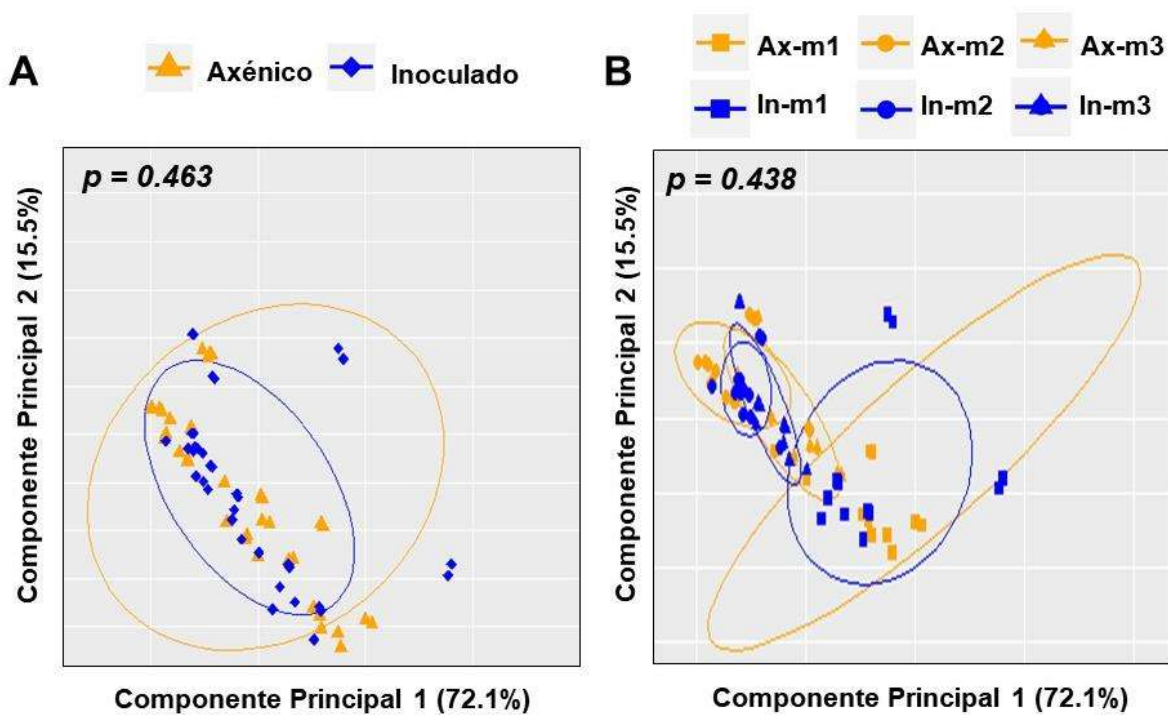 A
Axénico
Inoculado
p = 0.463
Componente Principal 2 (15.5%)
Componente Principal 1 (72.1%)
B
Ax-m1
Ax-m2
Ax-m3
In-m1
In-m2
In-m3
p = 0.438
Componente Principal 2 (15.5%)
Componente Principal 1 (72.1%)